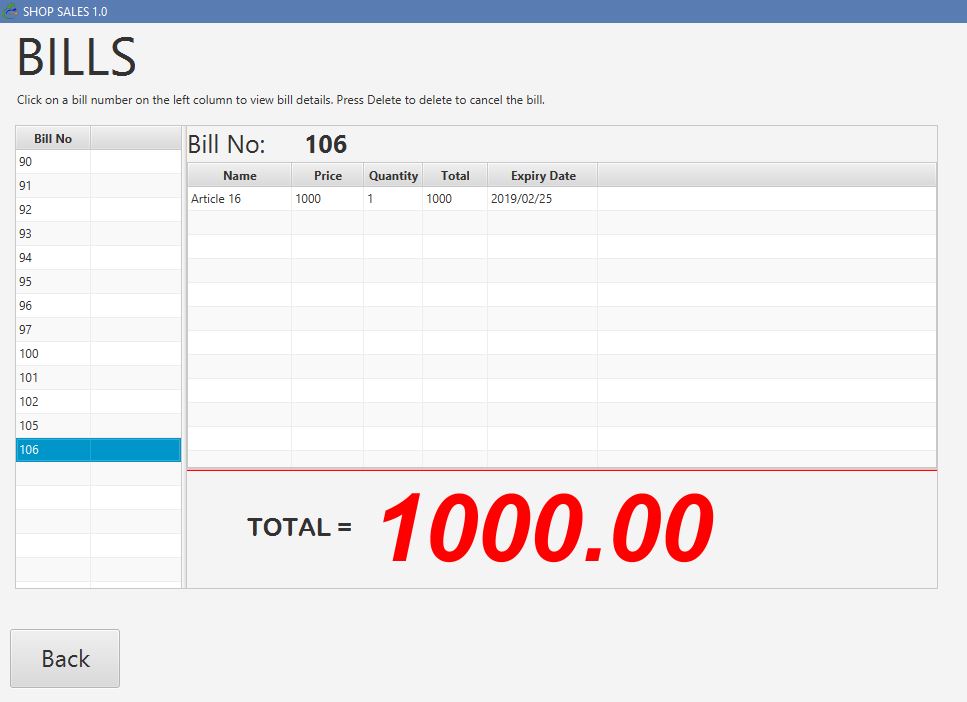 SHOP SALES 1.0
BILLS
Click on a bill number on the left column to view bill details. Press Delete to delete to cancel the bill.
Bill No
90
91
92
93
94
95
96
97
100
101
102
105
106
Bill No: 106
Name Price Quantity Total Expiry Date
Article 16 1000 1 1000 2019/02/25
TOTAL = 1000.00
Back